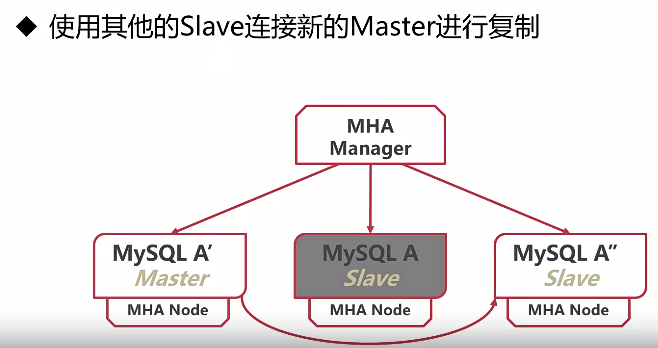 ◆ 使用其他的Slave连接新的Master进行复制
MHA
Manager
MySQL A’
Master
MHA Node
MySQL A
Slave
MHA Node
MySQL A”
Slave
MHA Node